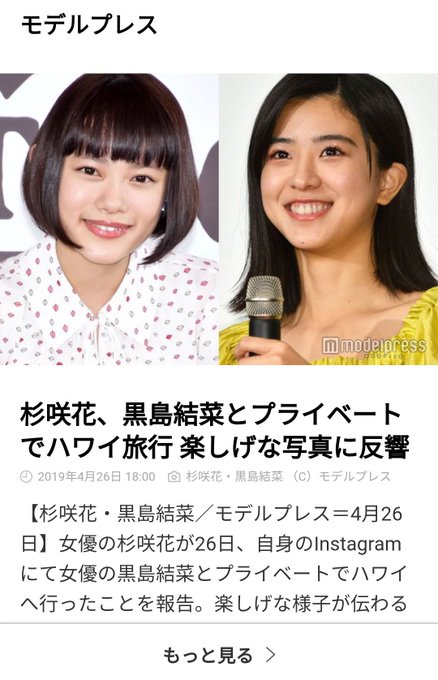 モデルプレス
modelpress
杉咲花、黒島結菜とプライベート
でハワイ旅行 楽しげな写真に反響
2019年4月26日 18:00 杉咲花・黒島結菜 （C）モデルプレス
【杉咲花・黒島結菜／モデルプレス＝4月26
日】女優の杉咲花が26日、自身のInstagram
にて女優の黒島結菜とプライベートでハワイ
へ行ったことを報告。楽しげな様子が伝わる
もっと見る